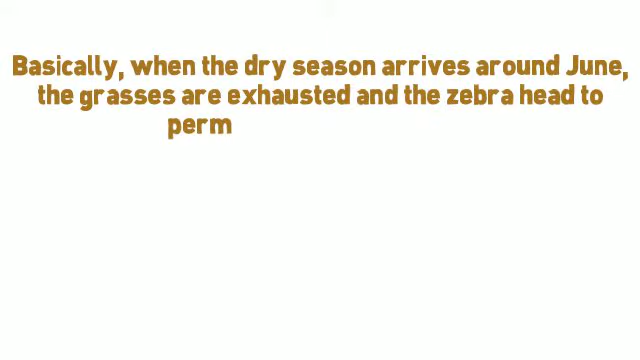 Basically, when the dry season arrives around June,
the grasses are exhausted and the zebra head to
perm